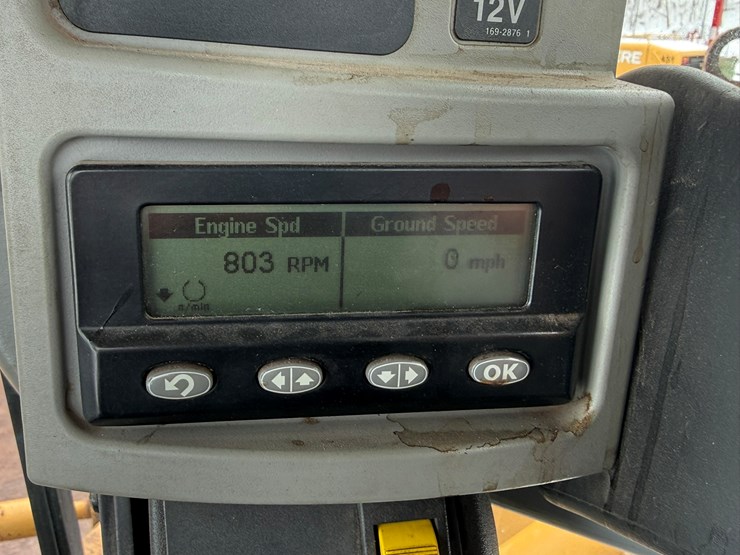 12V
169-2876 1
Engine Spd
Ground Speed
803 RPM
0 mph
n/min
OK